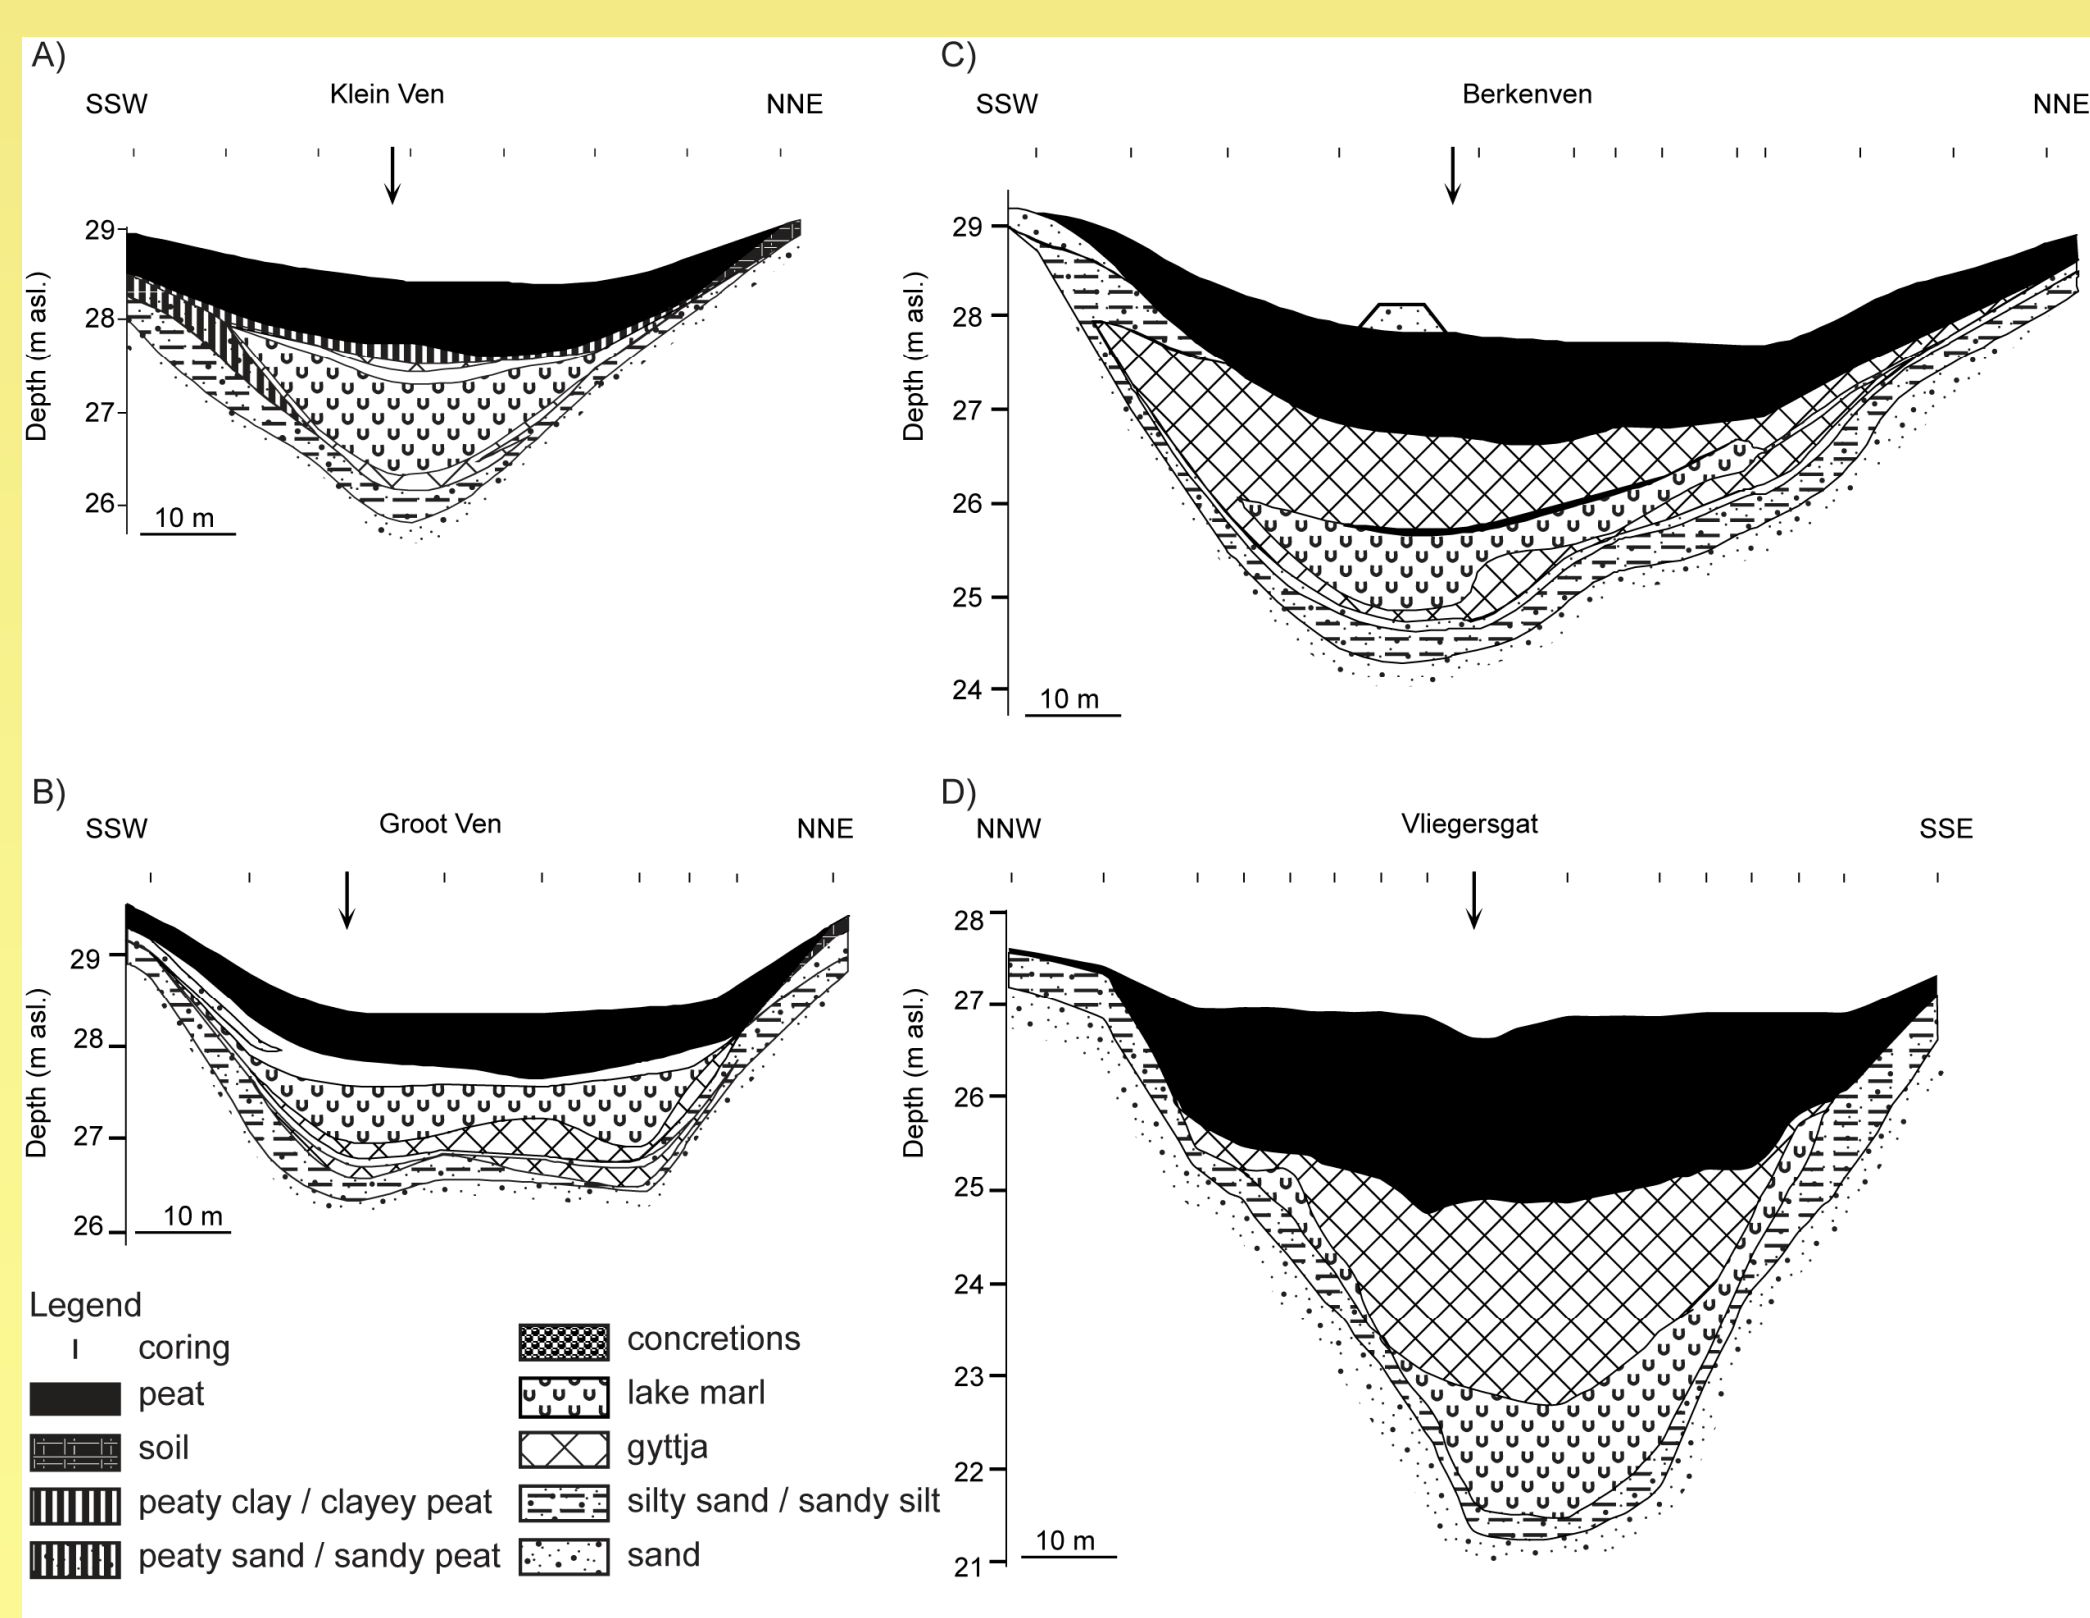 A)
SSW
Klein Ven
NNE
29
28
27
26
Depth (m asl.)
10 m
C)
SSW
Berkenven
NNE
29
28
27
26
25
24
Depth (m asl.)
10 m
B)
SSW
Groot Ven
NNE
29
28
27
26
Depth (m asl.)
10 m
D)
NNW
Vliegersgat
SSE
28
27
26
25
24
23
22
21
Depth (m asl.)
10 m
Legend
coring
peat
soil
peaty clay / clayey peat
peaty sand / sandy peat
concretions
lake marl
gyttja
silty sand / sandy silt
sand